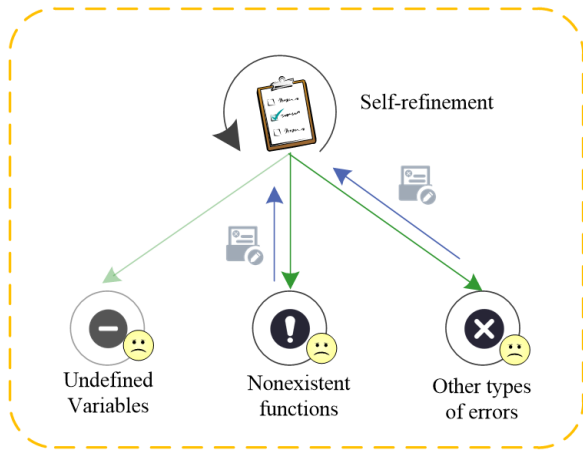 Self-refinement
Undefined
Variables
Nonexistent
functions
Other types
of errors